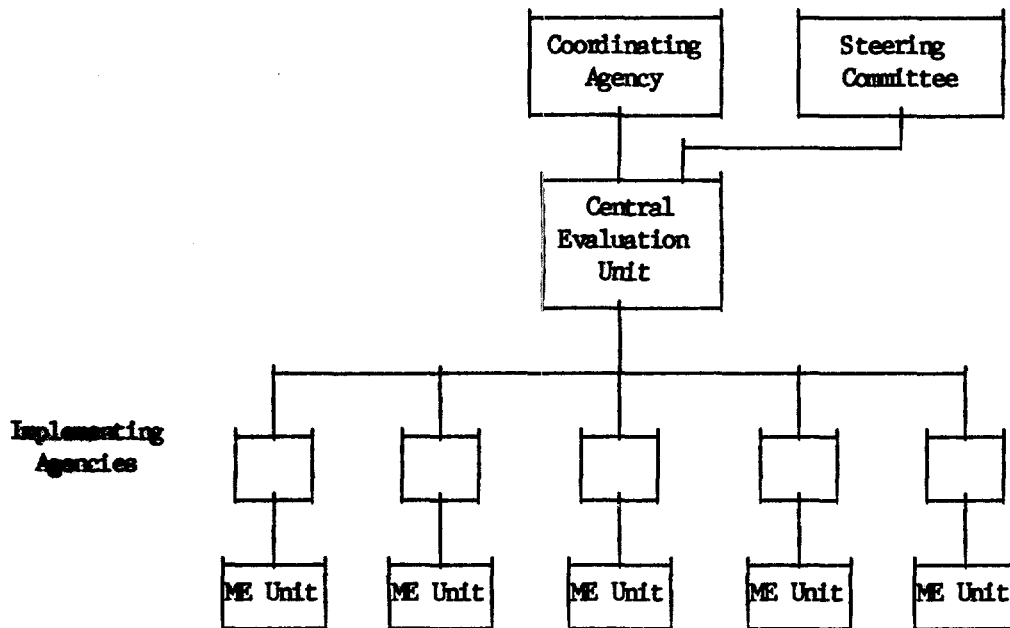 Coordinating
Agency
Steering
Committee
Central
Evaluation
Unit
Implementing
Agencies
ME Unit
ME Unit
ME Unit
ME Unit
ME Unit